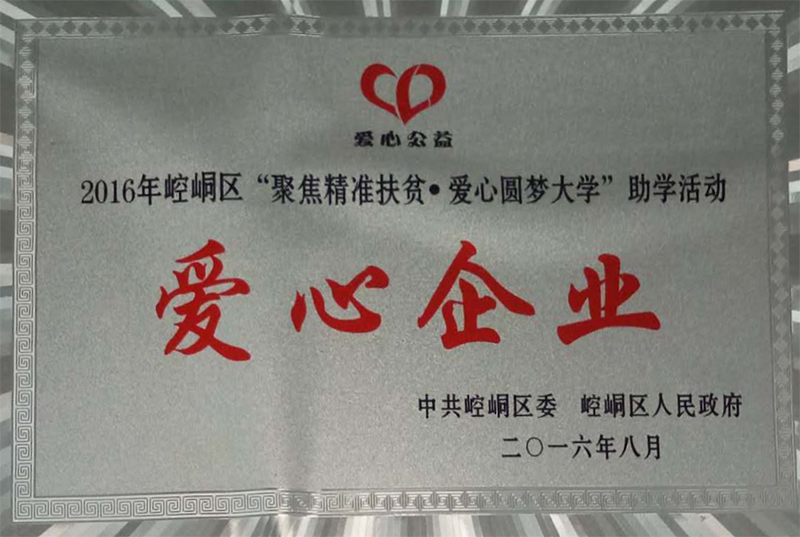 爱心公益
2016年崆峒区“聚焦精准扶贫•爱心圆梦大学”助学活动
爱心企业
中共崆峒区委 崆峒区人民政府
二〇一六年八月